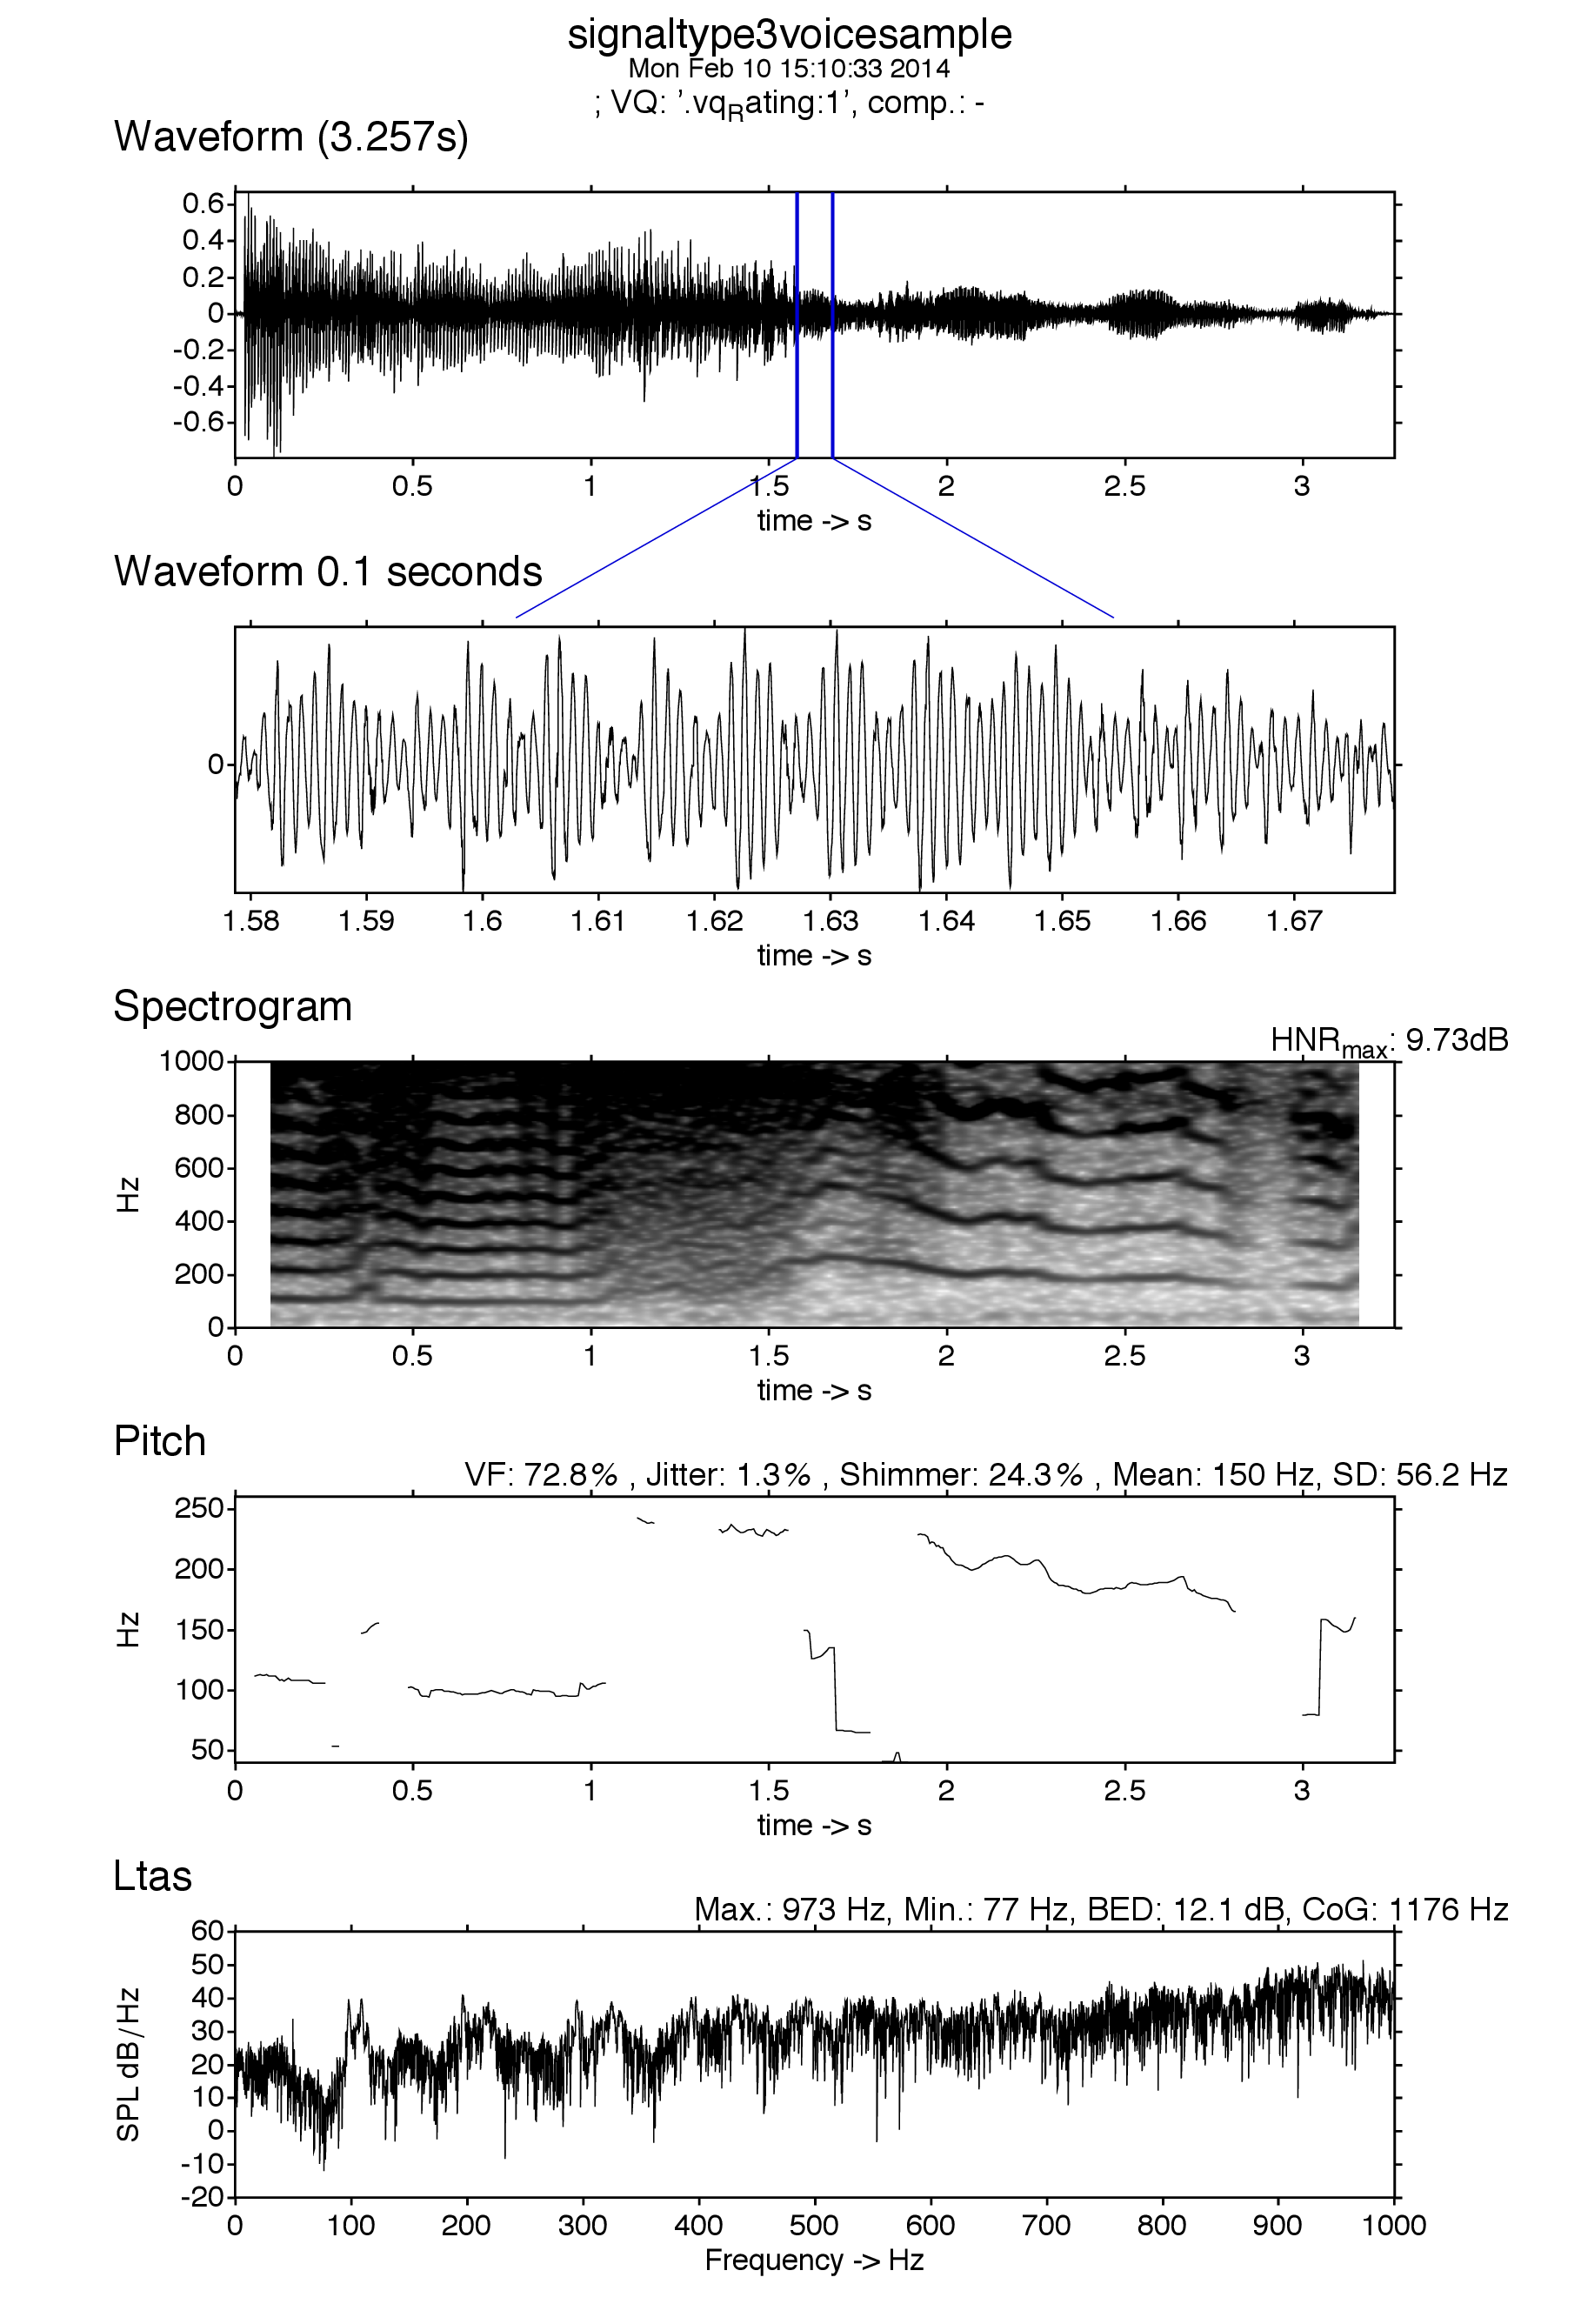 signaltype3voicesample
Mon Feb 10 15:10:33 2014
; VQ: '.vqRating:1', comp.: -
Waveform (3.257s)
0.6
0.4
0.2
0
-0.2
-0.4
-0.6
0 0.5 1 1.5 2 2.5 3
time -> s
Waveform 0.1 seconds
0
1.58 1.59 1.6 1.61 1.62 1.63 1.64 1.65 1.66 1.67
time -> s
Spectrogram
HNRmax: 9.73dB
1000
800
600
400
200
0
Hz
0 0.5 1 1.5 2 2.5 3
time -> s
Pitch
VF: 72.8% , Jitter: 1.3% , Shimmer: 24.3% , Mean: 150 Hz, SD: 56.2 Hz
250
200
150
100
50
Hz
0 0.5 1 1.5 2 2.5 3
time -> s
Ltas
Max.: 973 Hz, Min.: 77 Hz, BED: 12.1 dB, CoG: 1176 Hz
60
50
40
30
20
10
0
-10
-20
SPL dB/Hz
0 100 200 300 400 500 600 700 800 900 1000
Frequency -> Hz